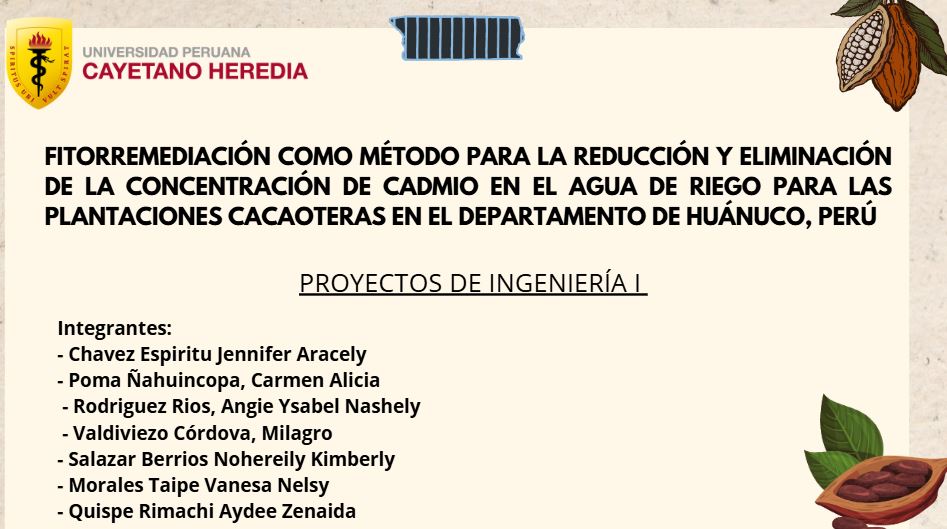 SPIRITUS UBI VULT SPIRAT
UNIVERSIDAD PERUANA
CAYETANO HEREDIA
FITORREMEDIACIÓN COMO MÉTODO PARA LA REDUCCIÓN Y ELIMINACIÓN
DE LA CONCENTRACIÓN DE CADMIO EN EL AGUA DE RIEGO PARA LAS
PLANTACIONES CACAOTERAS EN EL DEPARTAMENTO DE HUÁNUCO, PERÚ
PROYECTOS DE INGENIERÍA I
Integrantes:
- Chavez Espiritu Jennifer Aracely
- Poma Ñahuincopa, Carmen Alicia
- Rodriguez Rios, Angie Ysabel Nashely
- Valdiviezo Córdova, Milagro
- Salazar Berrios Nohereily Kimberly
- Morales Taipe Vanesa Nelsy
- Quispe Rimachi Aydee Zenaida